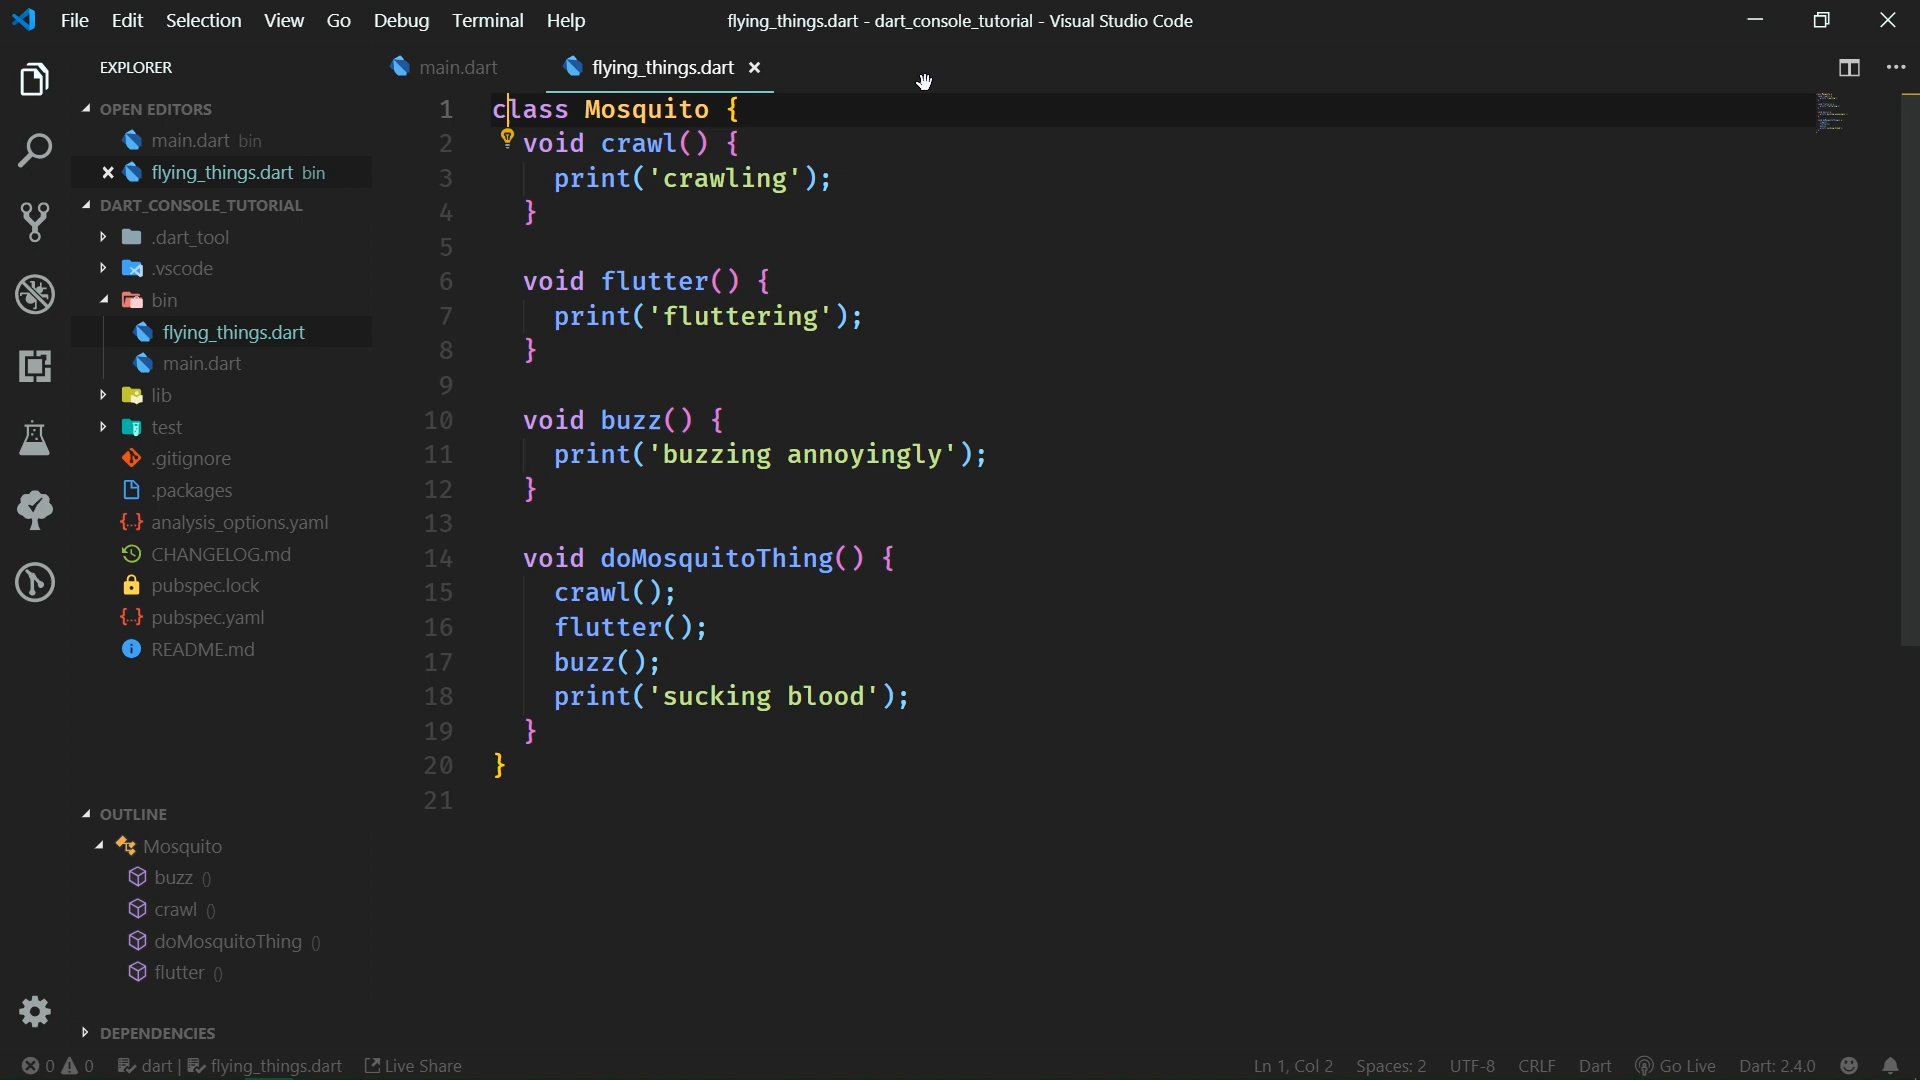 File Edit Selection View Go Debug Terminal Help
flying_things.dart - dart_console_tutorial - Visual Studio Code
EXPLORER
OPEN EDITORS
main.dart bin
flying_things.dart bin
DART_CONSOLE_TUTORIAL
.dart_tool
.vscode
bin
flying_things.dart
main.dart
lib
test
.gitignore
.packages
analysis_options.yaml
CHANGELOG.md
pubspec.lock
pubspec.yaml
README.md
OUTLINE
Mosquito
buzz ()
crawl ()
doMosquitoThing ()
flutter ()
DEPENDENCIES
main.dart
flying_things.dart
1 class Mosquito {
2 void crawl() {
3 print('crawling');
4 }
5
6 void flutter() {
7 print('fluttering');
8 }
9
10 void buzz() {
11 print('buzzing annoyingly');
12 }
13
14 void doMosquitoThing() {
15 crawl();
16 flutter();
17 buzz();
18 print('sucking blood');
19 }
20 }
21
0 0 dart | flying_things.dart Live Share
Ln 1, Col 2 Spaces: 2 UTF-8 CRLF Dart Go Live Dart: 2.4.0